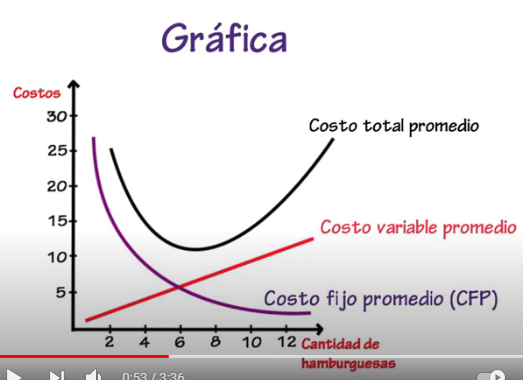 Gráfica
Costos
30
25
20
15
10
5
Costo total promedio
Costo variable promedio
Costo fijo promedio (CFP)
2 4 6 8 10 12
Cantidad de
hamburguesas
0:53 / 3:36